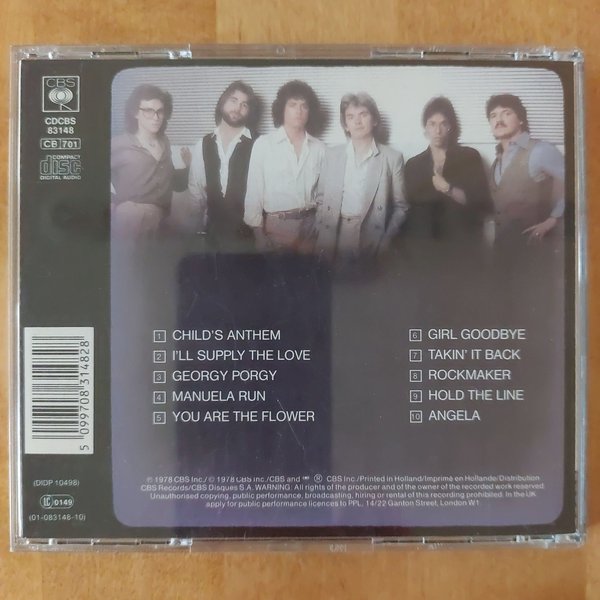 CBS
CDCBS
83148
CB 701
COMPACT
disc
DIGITAL AUDIO
1 CHILD'S ANTHEM
2 I'LL SUPPLY THE LOVE
3 GEORGY PORGY
4 MANUELA RUN
5 YOU ARE THE FLOWER
6 GIRL GOODBYE
7 TAKIN' IT BACK
8 ROCKMAKER
9 HOLD THE LINE
10 ANGELA
5 099708 314828
(DIDP 10498)
LC 0149
(01-083148-10)
℗ 1978 CBS Inc./© 1978 CBS Inc./CBS and ® CBS Inc./Printed in Holland/Imprimé en Hollande/Distribution
CBS Records/CBS Disques S.A. WARNING: All rights of the producer and of the owner of the recorded work reserved.
Unauthorised copying, public performance, broadcasting, hiring or rental of this recording prohibited. In the UK
apply for public performance licences to PPL, 14/22 Ganton Street, London W1